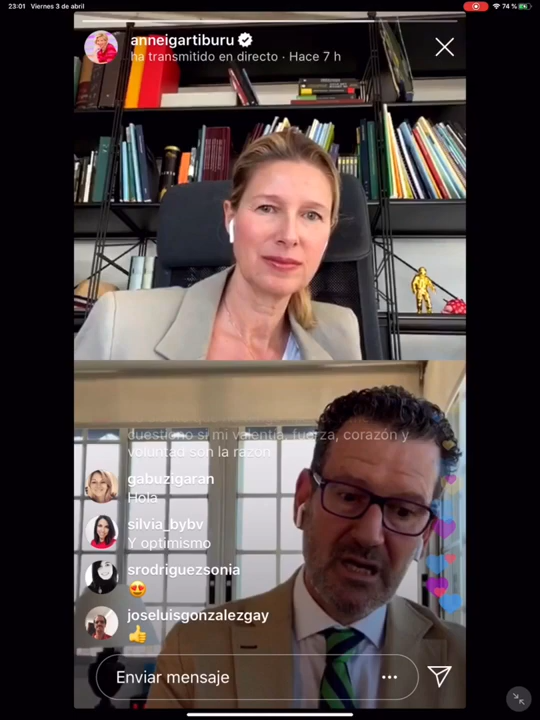 23:01 Viernes 3 de abril
74 %
anneigartiburu
ha transmitido en directo · Hace 7 h
cuestiono si mi valentía, fuerza, corazón y
voluntad son la razón
gabuzigaran
Hola
silvia_bybv
Y optimismo
srodriguezsonia
😍
joseluisgonzalezgay
👍
Enviar mensaje